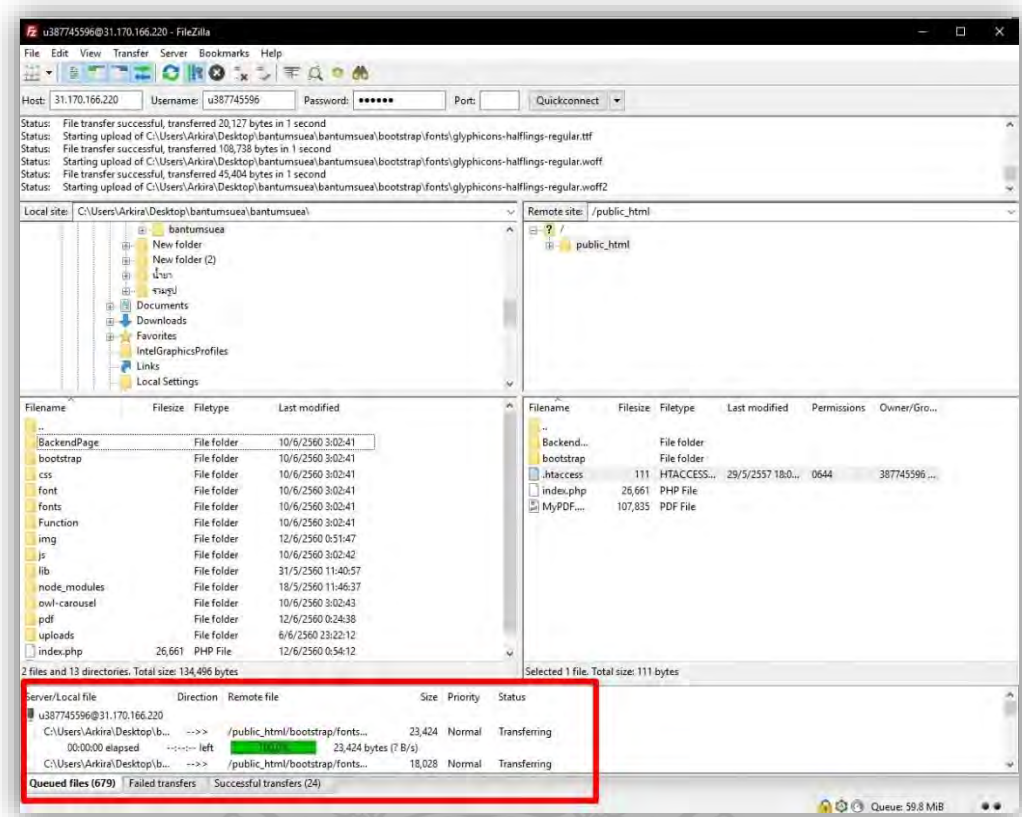 u387745596@31.170.166.220 - FileZilla
File Edit View Transfer Server Bookmarks Help
Host: 31.170.166.220 Username: u387745596 Password: •••••• Port: Quickconnect
Status: File transfer successful, transferred 20,127 bytes in 1 second
Status: Starting upload of C:\Users\Arkira\Desktop\bantumsuea\bantumsuea\bootstrap\fonts\glyphicons-halflings-regular.ttf
Status: File transfer successful, transferred 108,738 bytes in 1 second
Status: Starting upload of C:\Users\Arkira\Desktop\bantumsuea\bantumsuea\bootstrap\fonts\glyphicons-halflings-regular.woff
Status: File transfer successful, transferred 45,404 bytes in 1 second
Status: Starting upload of C:\Users\Arkira\Desktop\bantumsuea\bantumsuea\bootstrap\fonts\glyphicons-halflings-regular.woff2
Local site: C:\Users\Arkira\Desktop\bantumsuea\bantumsuea\
bantumsuea
New folder
New folder (2)
น้ำยา
รวมรูป
Documents
Downloads
Favorites
IntelGraphicsProfiles
Links
Local Settings
Remote site: /public_html
/
public_html
Filename Filesize Filetype Last modified
..
BackendPage File folder 10/6/2560 3:02:41
bootstrap File folder 10/6/2560 3:02:41
css File folder 10/6/2560 3:02:41
font File folder 10/6/2560 3:02:41
fonts File folder 10/6/2560 3:02:41
Function File folder 10/6/2560 3:02:41
img File folder 12/6/2560 0:51:47
js File folder 10/6/2560 3:02:42
lib File folder 31/5/2560 11:40:57
node_modules File folder 18/5/2560 11:46:37
owl-carousel File folder 10/6/2560 3:02:43
pdf File folder 12/6/2560 0:24:38
uploads File folder 6/6/2560 23:22:12
index.php 26,661 PHP File 12/6/2560 0:54:12
2 files and 13 directories. Total size: 134,496 bytes
Filename Filesize Filetype Last modified Permissions Owner/Gro...
..
Backend... File folder
bootstrap File folder
.htaccess 111 HTACCESS... 29/5/2557 18:0... 0644 387745596 ...
index.php 26,661 PHP File
MyPDF.... 107,835 PDF File
Selected 1 file. Total size: 111 bytes
Server/Local file Direction Remote file Size Priority Status
u387745596@31.170.166.220
C:\Users\Arkira\Desktop\b... -->> /public_html/bootstrap/fonts... 23,424 Normal Transferring
00:00:00 elapsed --:--:-- left 100.0% 23,424 bytes (? B/s)
C:\Users\Arkira\Desktop\b... -->> /public_html/bootstrap/fonts... 18,028 Normal Transferring
Queued files (679) Failed transfers Successful transfers (24)
Queue: 59.8 MiB